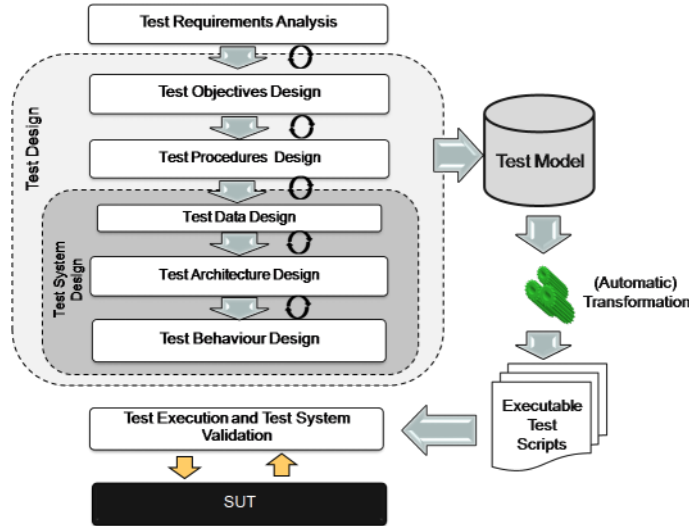 Test Requirements Analysis
Test Objectives Design
Test Procedures Design
Test Data Design
Test Architecture Design
Test Behaviour Design
Test Design
Test System
Design
Test Model
(Automatic)
Transformation
Executable
Test
Scripts
Test Execution and Test System
Validation
SUT